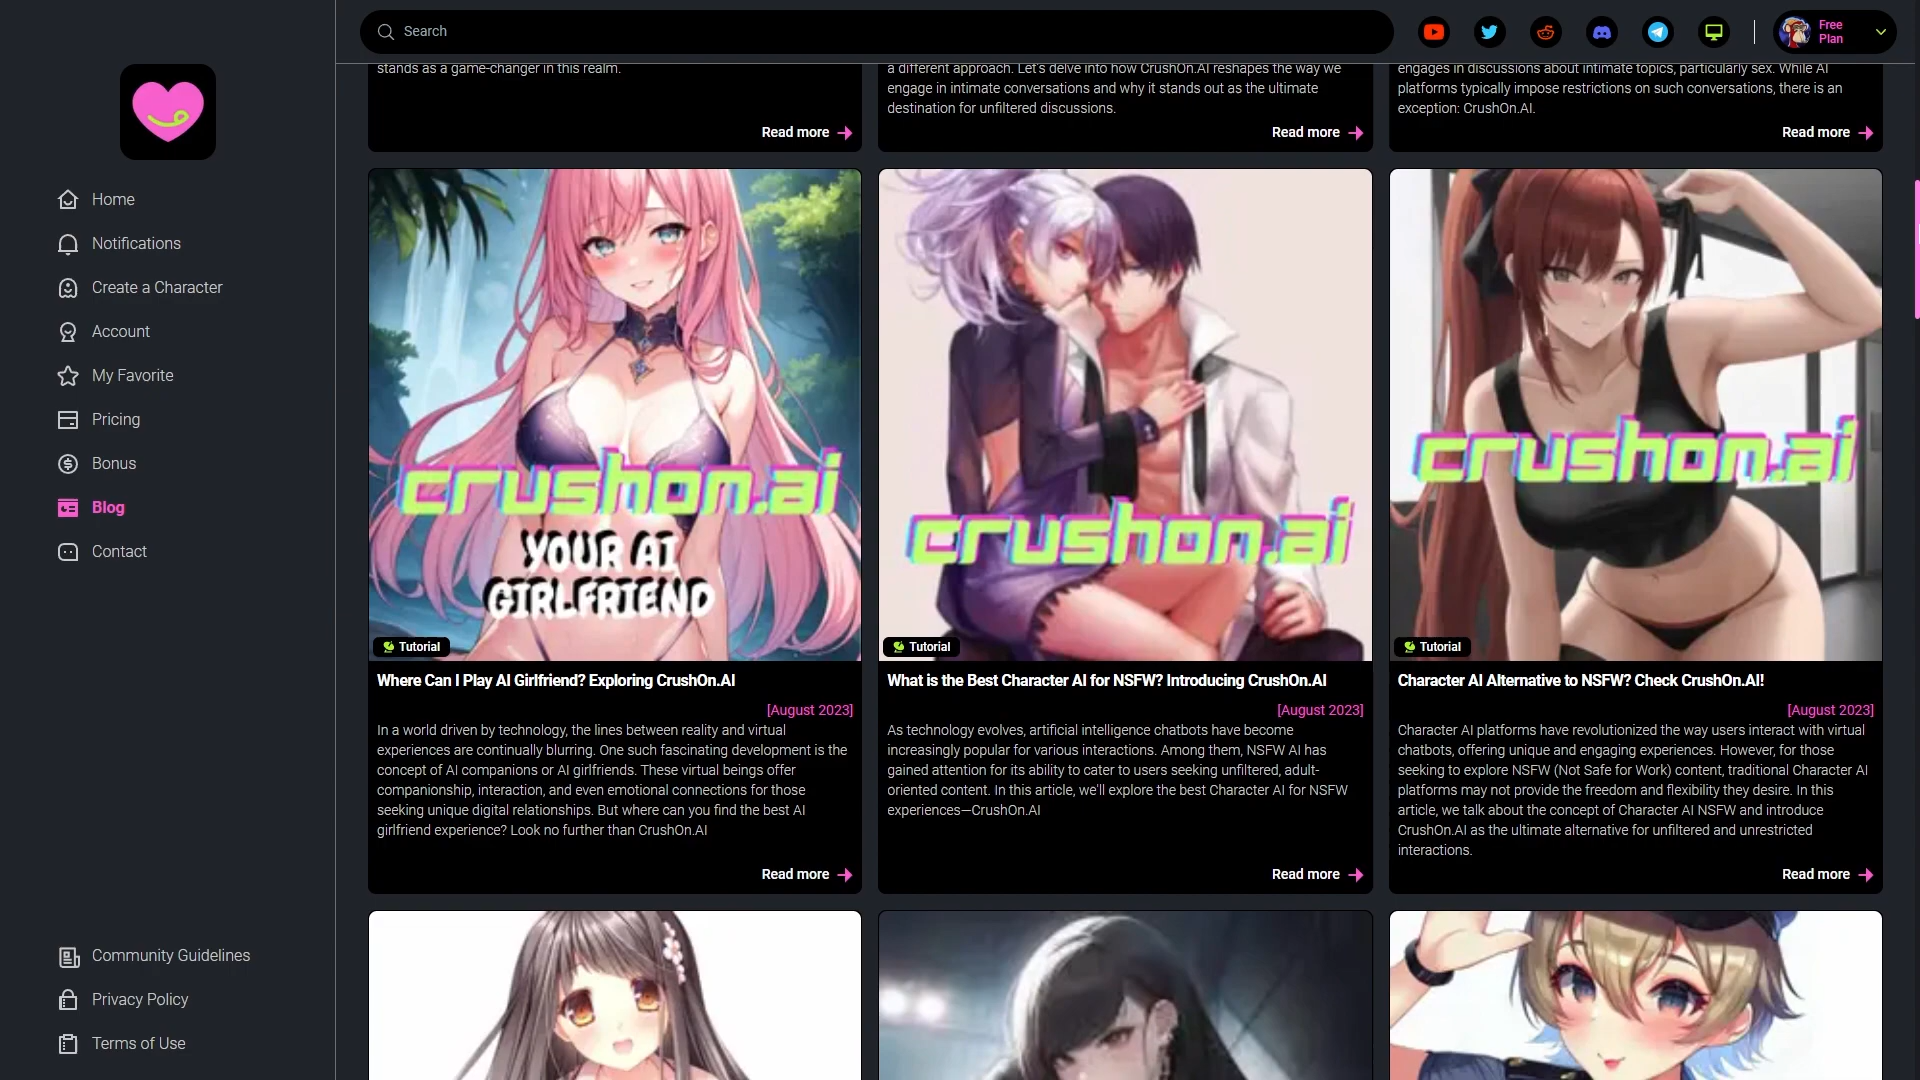 Search
Free
Plan
Home
Notifications
Create a Character
Account
My Favorite
Pricing
Bonus
Blog
Contact
Community Guidelines
Privacy Policy
Terms of Use
stands as a game-changer in this realm.
Read more
a different approach. Let's delve into how CrushOn.AI reshapes the way we
engage in intimate conversations and why it stands out as the ultimate
destination for unfiltered discussions.
Read more
engages in discussions about intimate topics, particularly sex. While AI
platforms typically impose restrictions on such conversations, there is an
exception: CrushOn.AI.
Read more
crushon.ai
YOUR AI
GIRLFRIEND
Tutorial
Where Can I Play AI Girlfriend? Exploring CrushOn.AI
[August 2023]
In a world driven by technology, the lines between reality and virtual
experiences are continually blurring. One such fascinating development is the
concept of AI companions or AI girlfriends. These virtual beings offer
companionship, interaction, and even emotional connections for those
seeking unique digital relationships. But where can you find the best AI
girlfriend experience? Look no further than CrushOn.AI
Read more
crushon.ai
Tutorial
What is the Best Character AI for NSFW? Introducing CrushOn.AI
[August 2023]
As technology evolves, artificial intelligence chatbots have become
increasingly popular for various interactions. Among them, NSFW AI has
gained attention for its ability to cater to users seeking unfiltered, adult-
oriented content. In this article, we'll explore the best Character AI for NSFW
experiences—CrushOn.AI
Read more
crushon.ai
Tutorial
Character AI Alternative to NSFW? Check CrushOn.AI!
[August 2023]
Character AI platforms have revolutionized the way users interact with virtual
chatbots, offering unique and engaging experiences. However, for those
seeking to explore NSFW (Not Safe for Work) content, traditional Character AI
platforms may not provide the freedom and flexibility they desire. In this
article, we talk about the concept of Character AI NSFW and introduce
CrushOn.AI as the ultimate alternative for unfiltered and unrestricted
interactions.
Read more